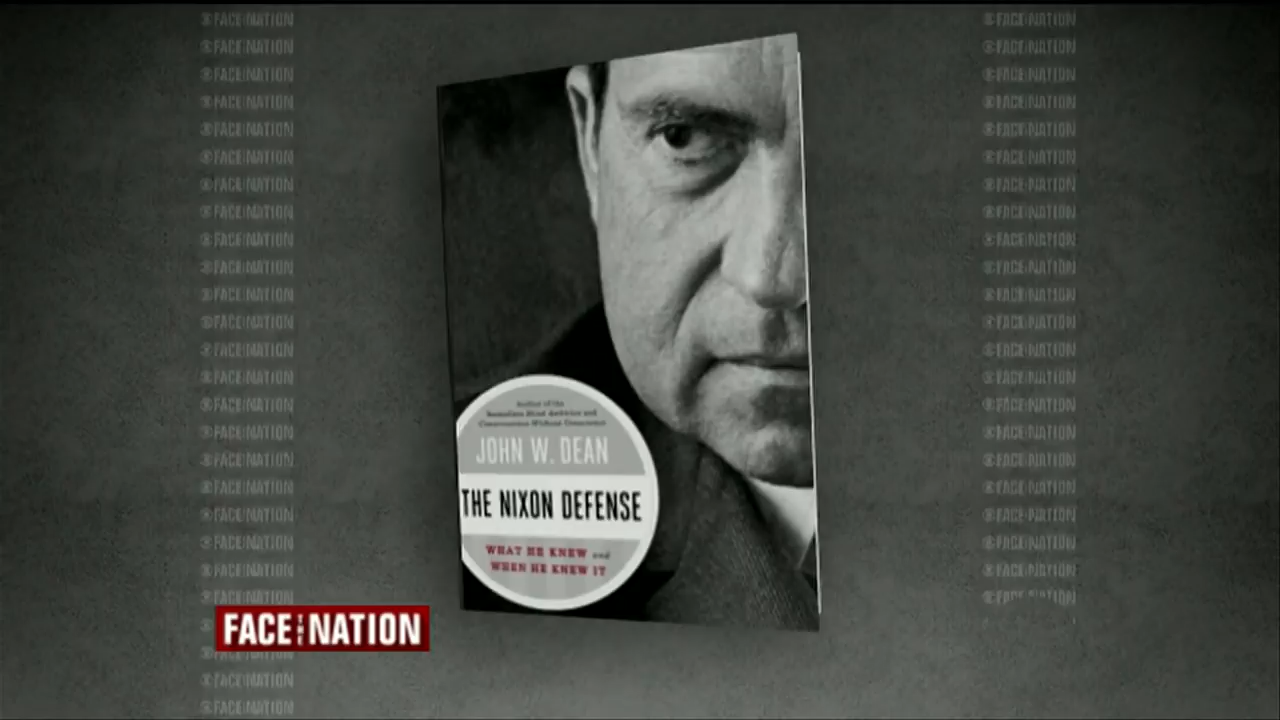 Author of the
Bestsellers Blind Ambition and
Conservatives Without Conscience
JOHN W. DEAN
THE NIXON DEFENSE
WHAT HE KNEW and
WHEN HE KNEW IT
FACE THE NATION
FACE THE NATION